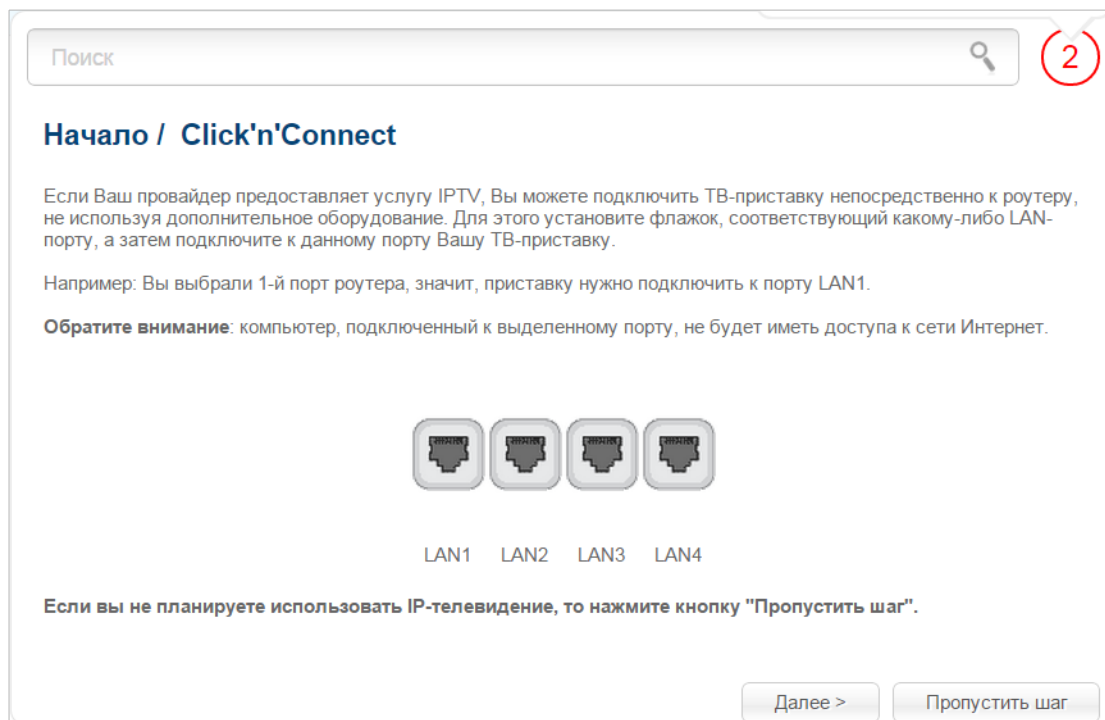 Поиск
2
Начало / Click'n'Connect
Если Ваш провайдер предоставляет услугу IPTV, Вы можете подключить ТВ-приставку непосредственно к роутеру,
не используя дополнительное оборудование. Для этого установите флажок, соответствующий какому-либо LAN-
порту, а затем подключите к данному порту Вашу ТВ-приставку.
Например: Вы выбрали 1-й порт роутера, значит, приставку нужно подключить к порту LAN1.
Обратите внимание: компьютер, подключенный к выделенному порту, не будет иметь доступа к сети Интернет.
LAN1 LAN2 LAN3 LAN4
Если вы не планируете использовать IP-телевидение, то нажмите кнопку "Пропустить шаг".
Далее > Пропустить шаг